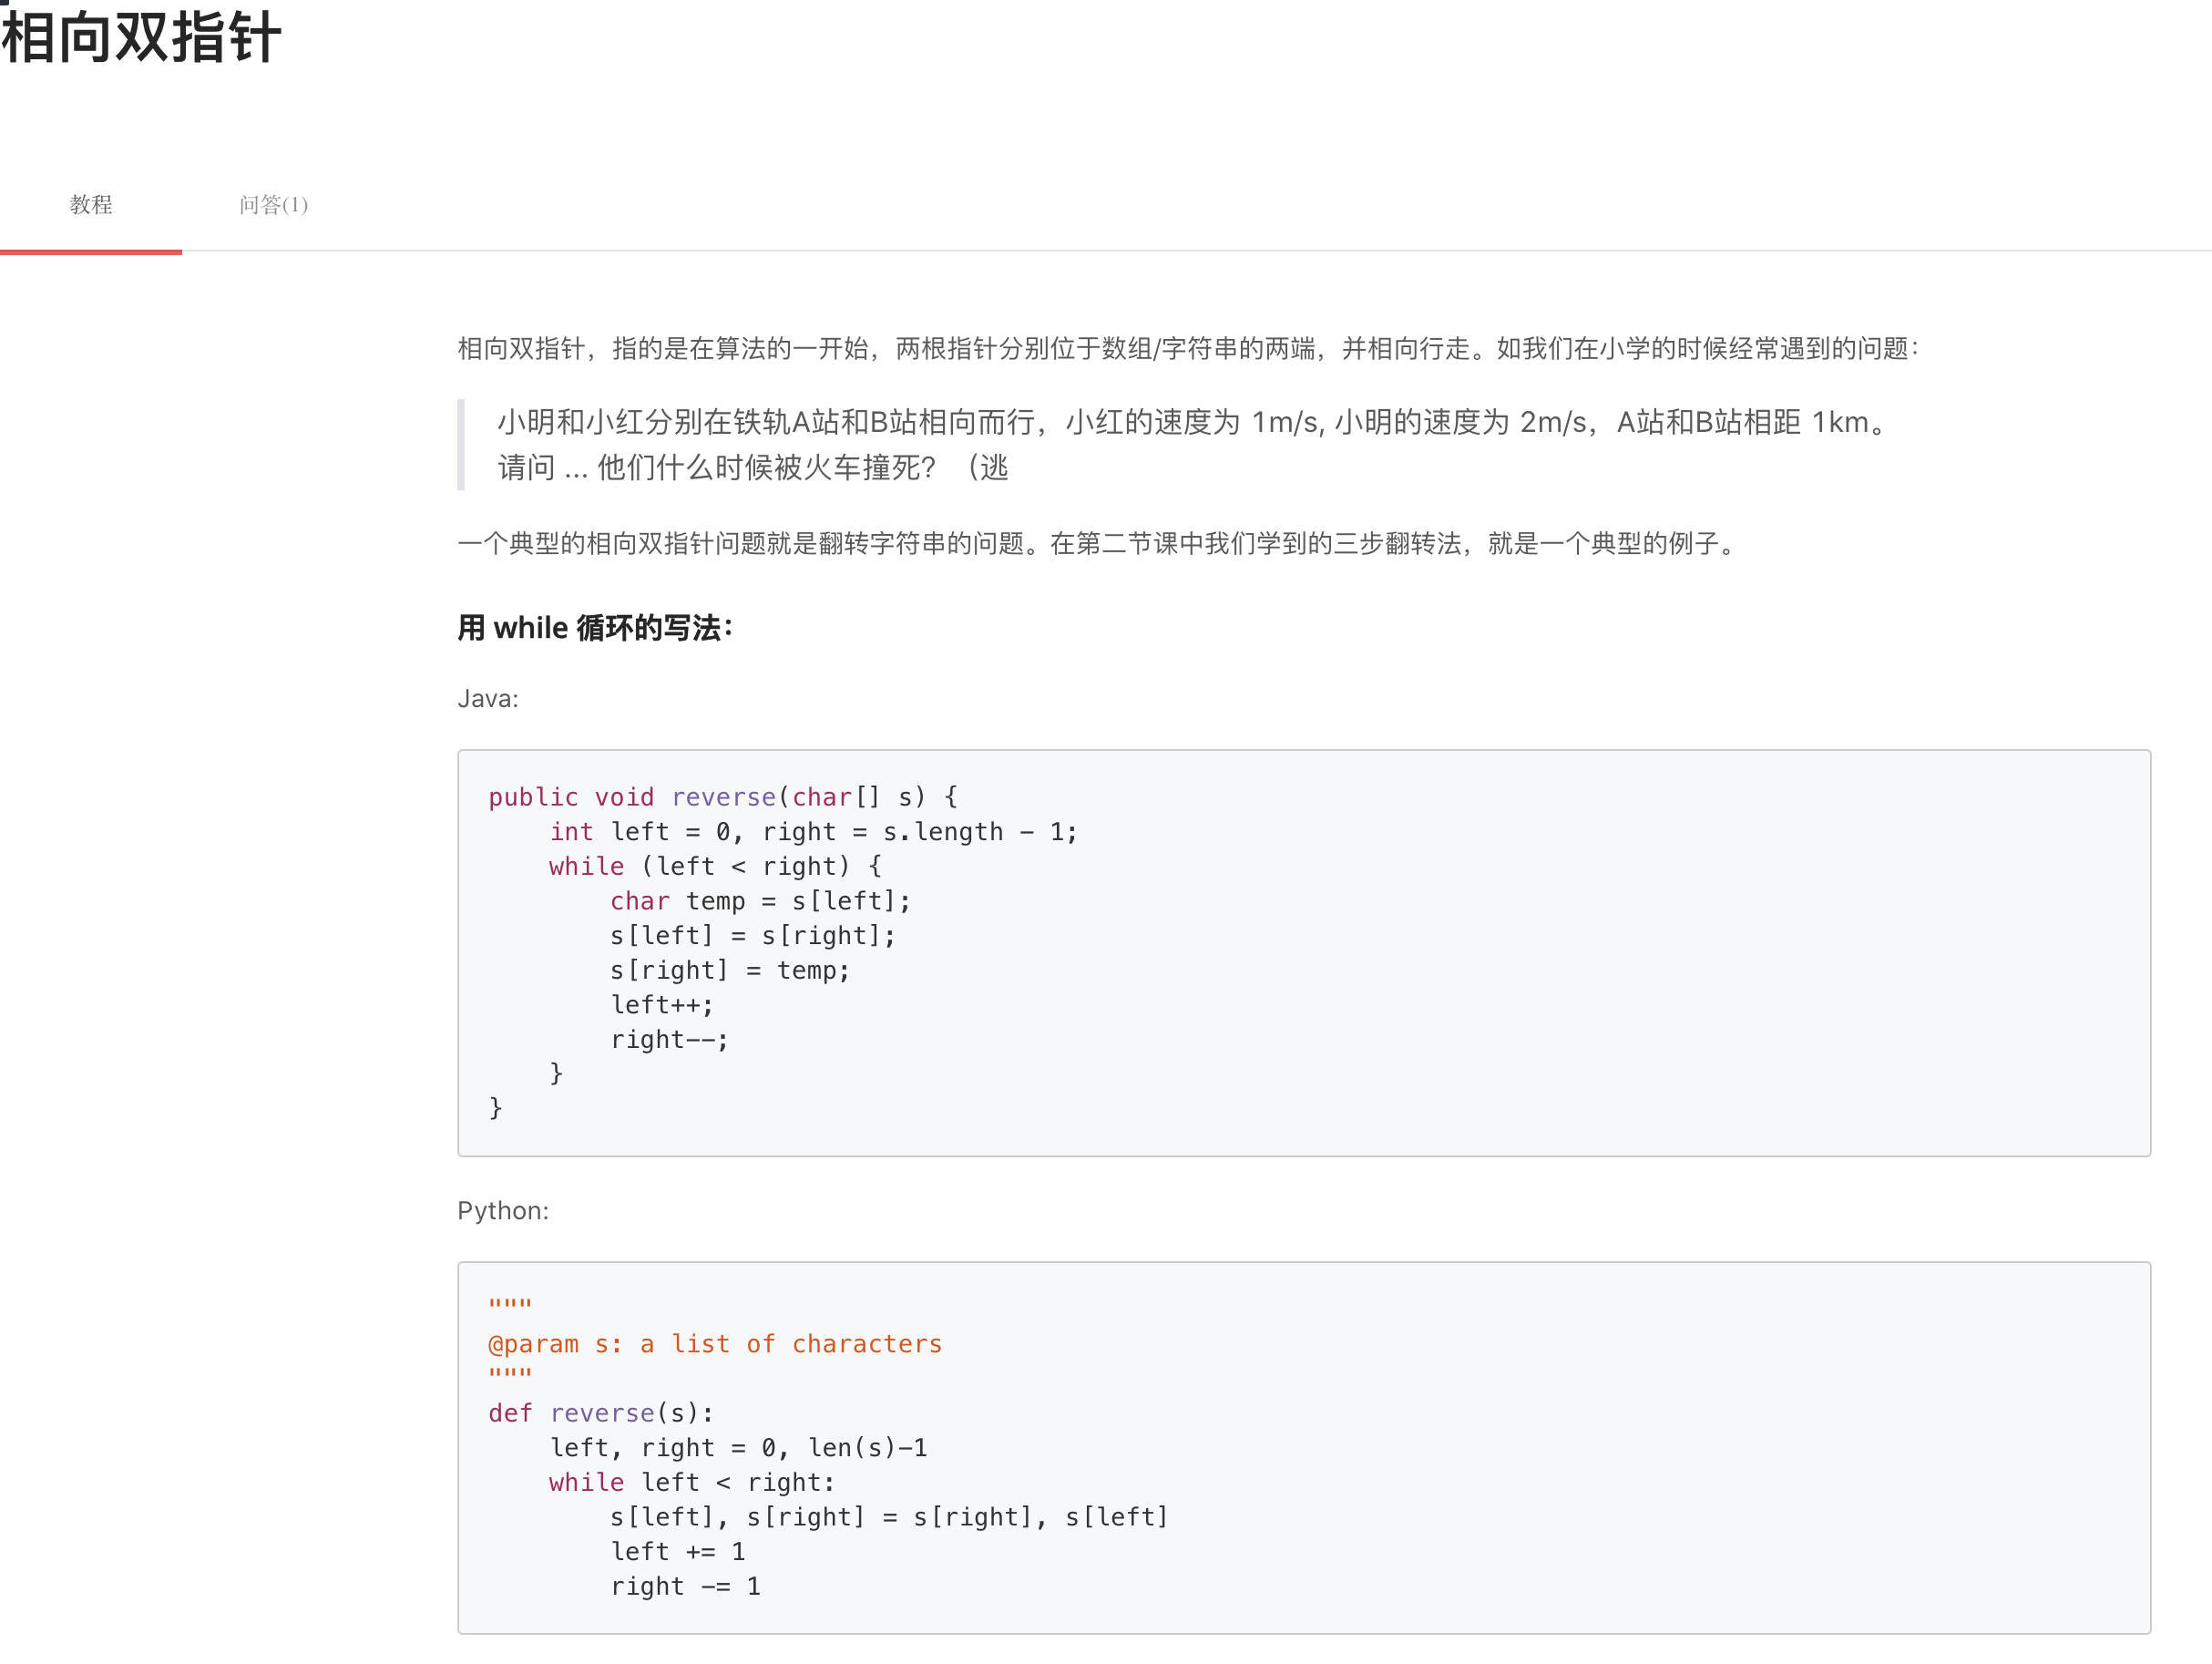 相向双指针
教程
问答(1)
相向双指针，指的是在算法的一开始，两根指针分别位于数组/字符串的两端，并相向行走。如我们在小学的时候经常遇到的问题：
小明和小红分别在铁轨A站和B站相向而行，小红的速度为 1m/s, 小明的速度为 2m/s，A站和B站相距 1km。
请问 ... 他们什么时候被火车撞死？（逃
一个典型的相向双指针问题就是翻转字符串的问题。在第二节课中我们学到的三步翻转法，就是一个典型的例子。
用 while 循环的写法：
Java:
public void reverse(char[] s) {
    int left = 0, right = s.length - 1;
    while (left < right) {
        char temp = s[left];
        s[left] = s[right];
        s[right] = temp;
        left++;
        right--;
    }
}
Python:
"""
@param s: a list of characters
"""
def reverse(s):
    left, right = 0, len(s)-1
    while left < right:
        s[left], s[right] = s[right], s[left]
        left += 1
        right -= 1